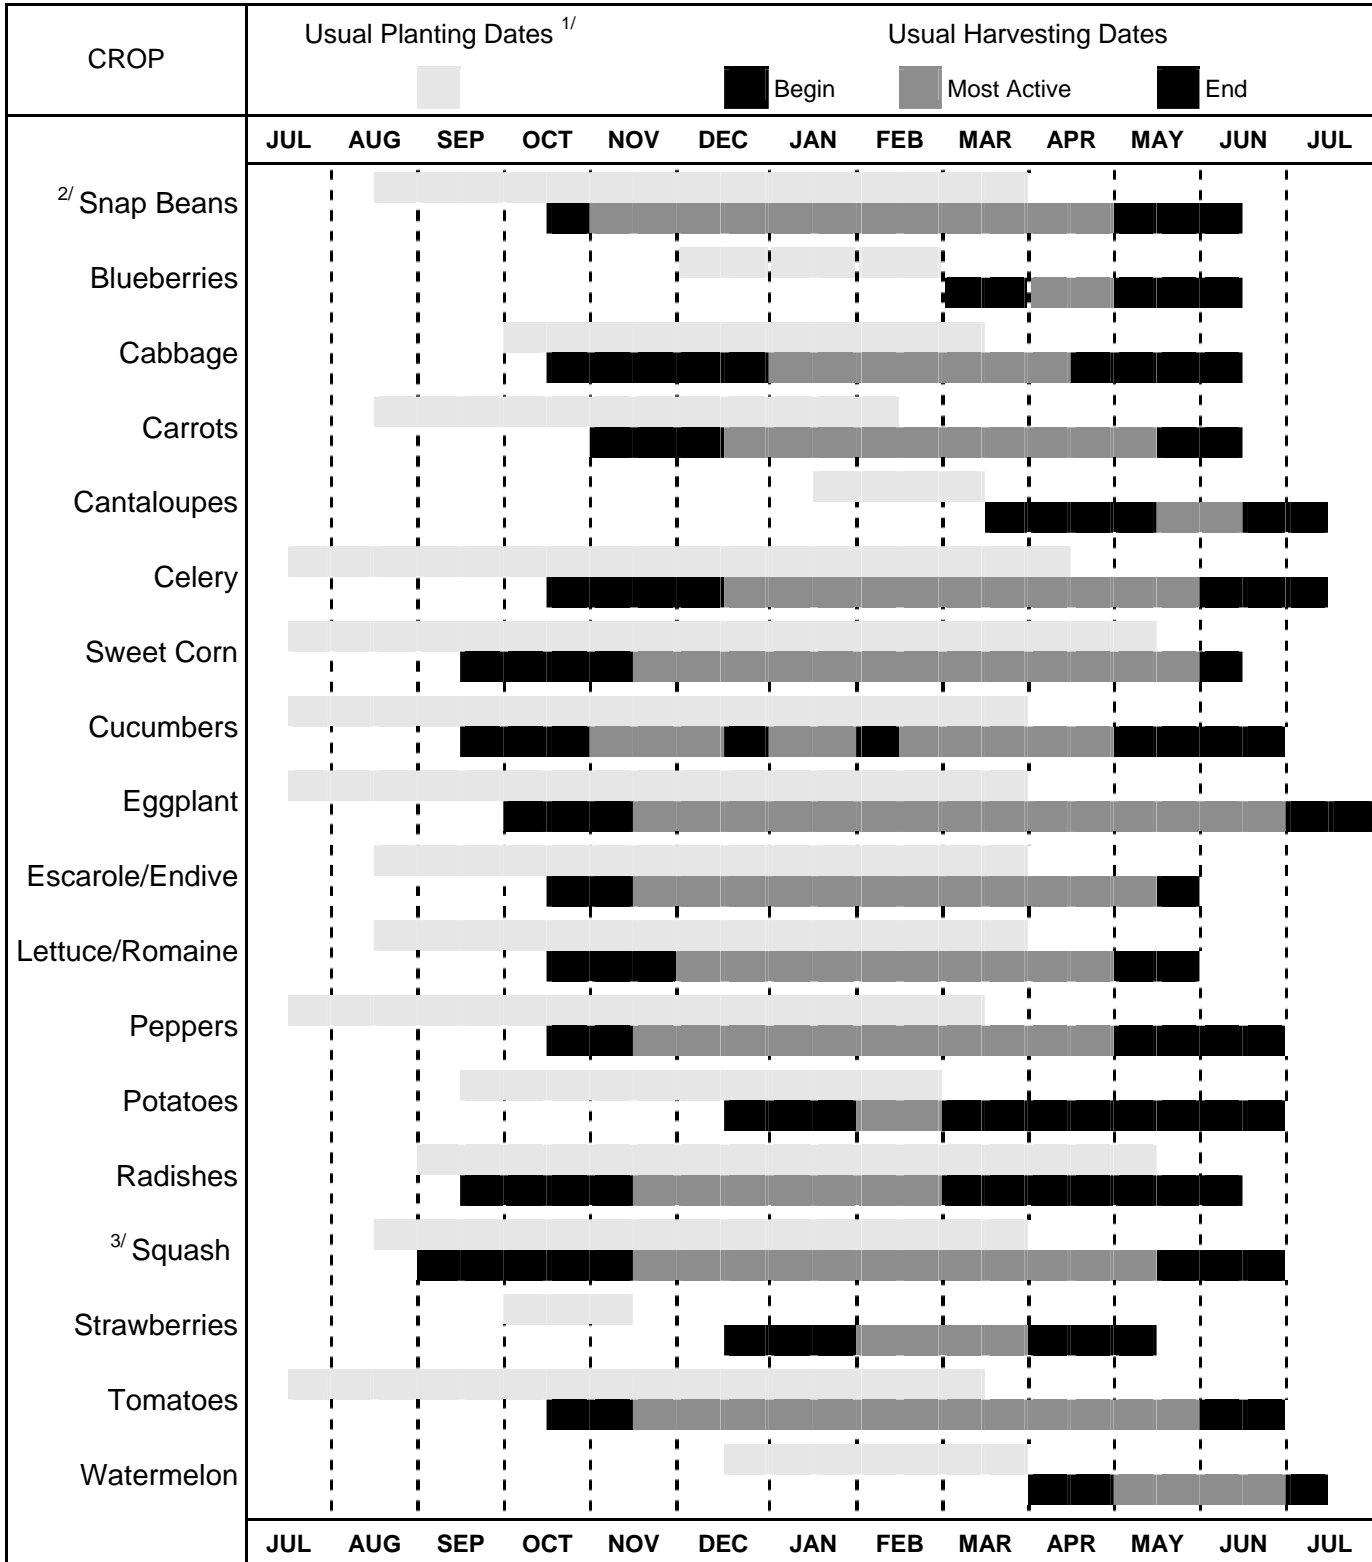 CROP
Usual Planting Dates 1/ Usual Harvesting Dates
Begin Most Active End
JUL AUG SEP OCT NOV DEC JAN FEB MAR APR MAY JUN JUL
2/ Snap Beans
Blueberries
Cabbage
Carrots
Cantaloupes
Celery
Sweet Corn
Cucumbers
Eggplant
Escarole/Endive
Lettuce/Romaine
Peppers
Potatoes
Radishes
3/ Squash
Strawberries
Tomatoes
Watermelon
JUL AUG SEP OCT NOV DEC JAN FEB MAR APR MAY JUN JUL